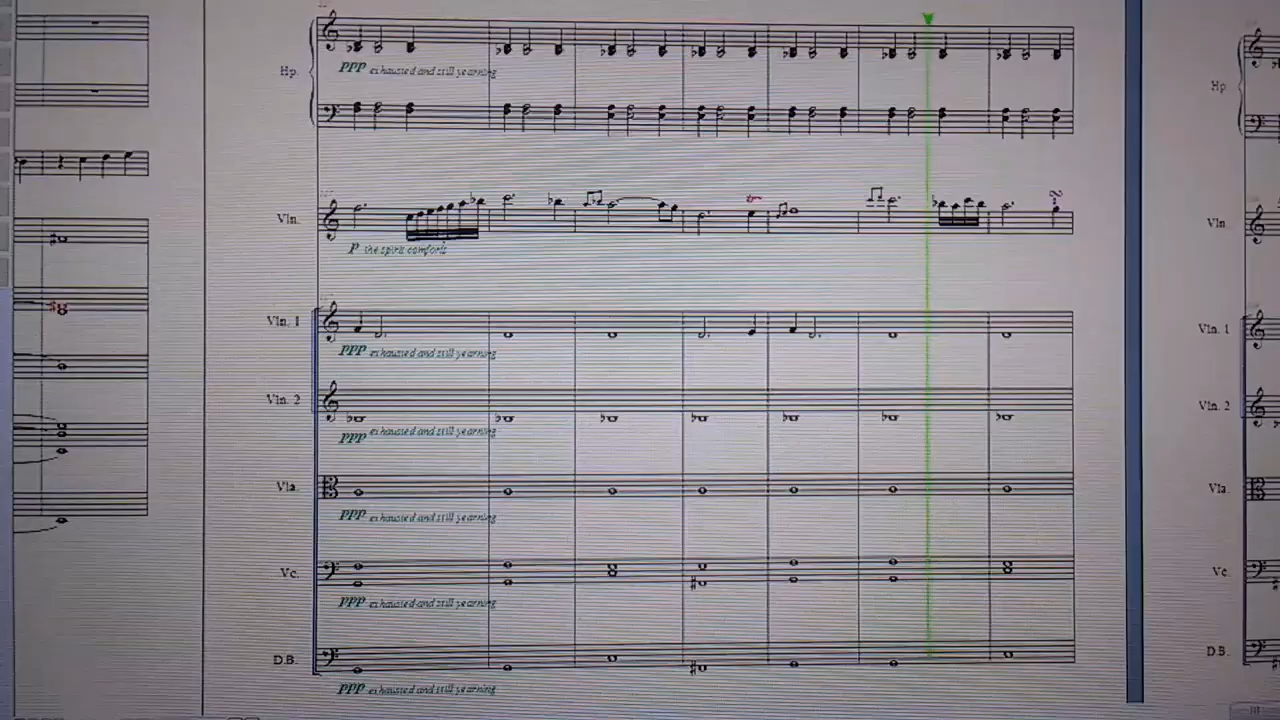 Hp.
ppp exhausted and still yearning
Hp.
Vln.
p the spirit comforts
Vln.
Vln. 1
ppp exhausted and still yearning
Vln. 1
Vln. 2
ppp exhausted and still yearning
Vln. 2
Vla.
ppp exhausted and still yearning
Vla.
Vc.
ppp exhausted and still yearning
Vc.
D.B.
ppp exhausted and still yearning
D.B.